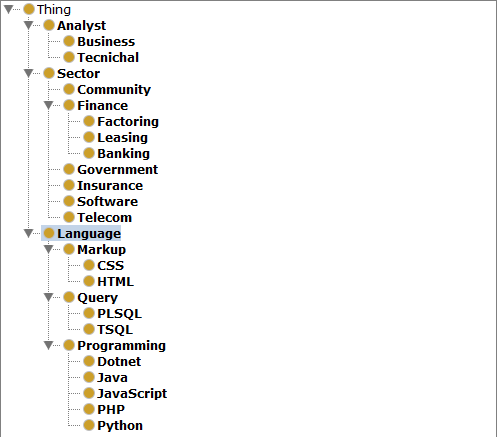 Thing
Analyst
Business
Tecnichal
Sector
Community
Finance
Factoring
Leasing
Banking
Government
Insurance
Software
Telecom
Language
Markup
CSS
HTML
Query
PLSQL
TSQL
Programming
Dotnet
Java
JavaScript
PHP
Python